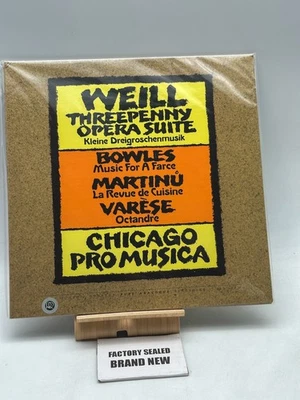 WEILL
THREEPENNY
OPERA SUITE
Kleine Dreigroschenmusik
BOWLES
Music For A Farce
MARTINŮ
La Revue de Cuisine
VARÈSE
Octandre
CHICAGO
PRO MUSICA
FACTORY SEALED
BRAND NEW